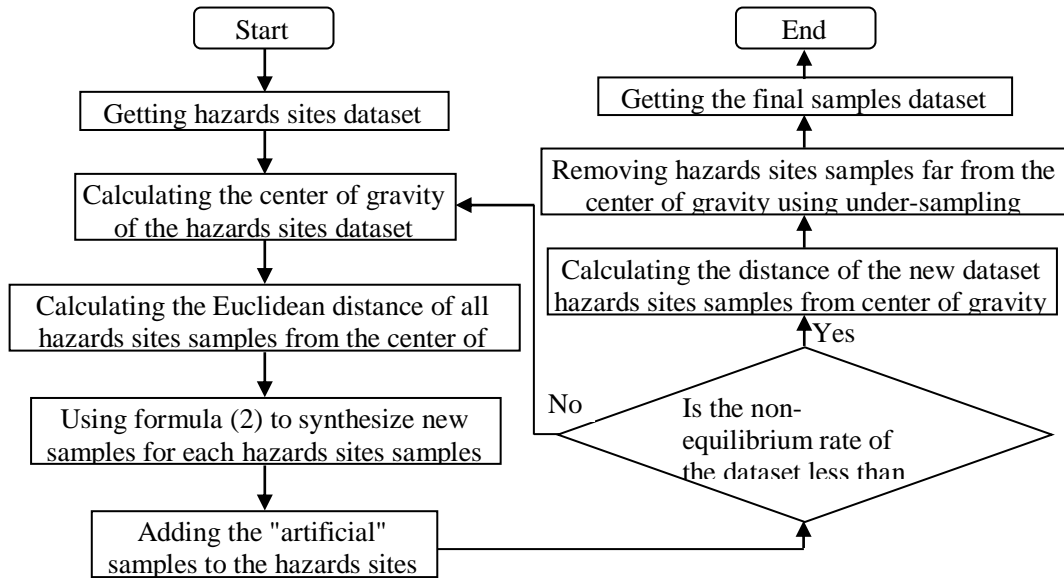 Start
Getting hazards sites dataset
Calculating the center of gravity
of the hazards sites dataset
Calculating the Euclidean distance of all
hazards sites samples from the center of
Using formula (2) to synthesize new
samples for each hazards sites samples
Adding the "artificial"
samples to the hazards sites
Is the non-
equilibrium rate of
the dataset less than
No
Yes
Calculating the distance of the new dataset
hazards sites samples from center of gravity
Removing hazards sites samples far from the
center of gravity using under-sampling
Getting the final samples dataset
End